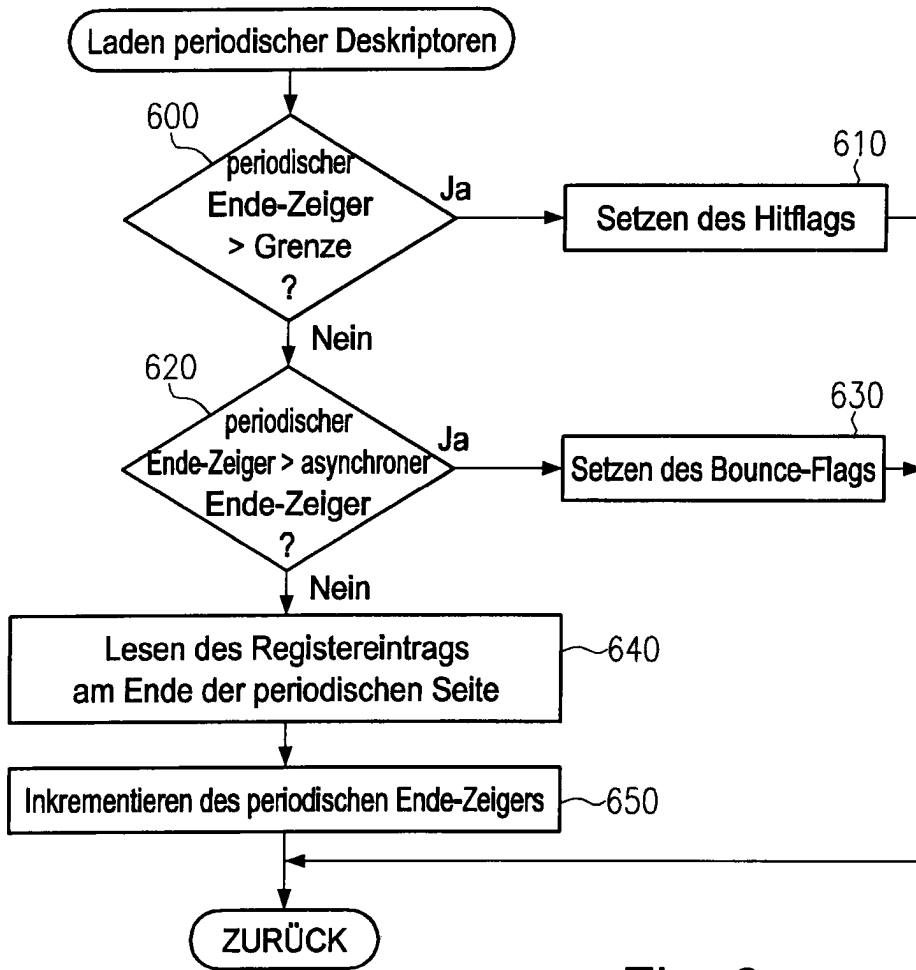 Laden periodischer Deskriptoren
600
periodischer
Ende-Zeiger
> Grenze
?
Ja
610
Setzen des Hitflags
Nein
620
periodischer
Ende-Zeiger > asynchroner
Ende-Zeiger
?
Ja
630
Setzen des Bounce-Flags
Nein
Lesen des Registereintrags
am Ende der periodischen Seite
640
Inkrementieren des periodischen Ende-Zeigers
650
ZURÜCK